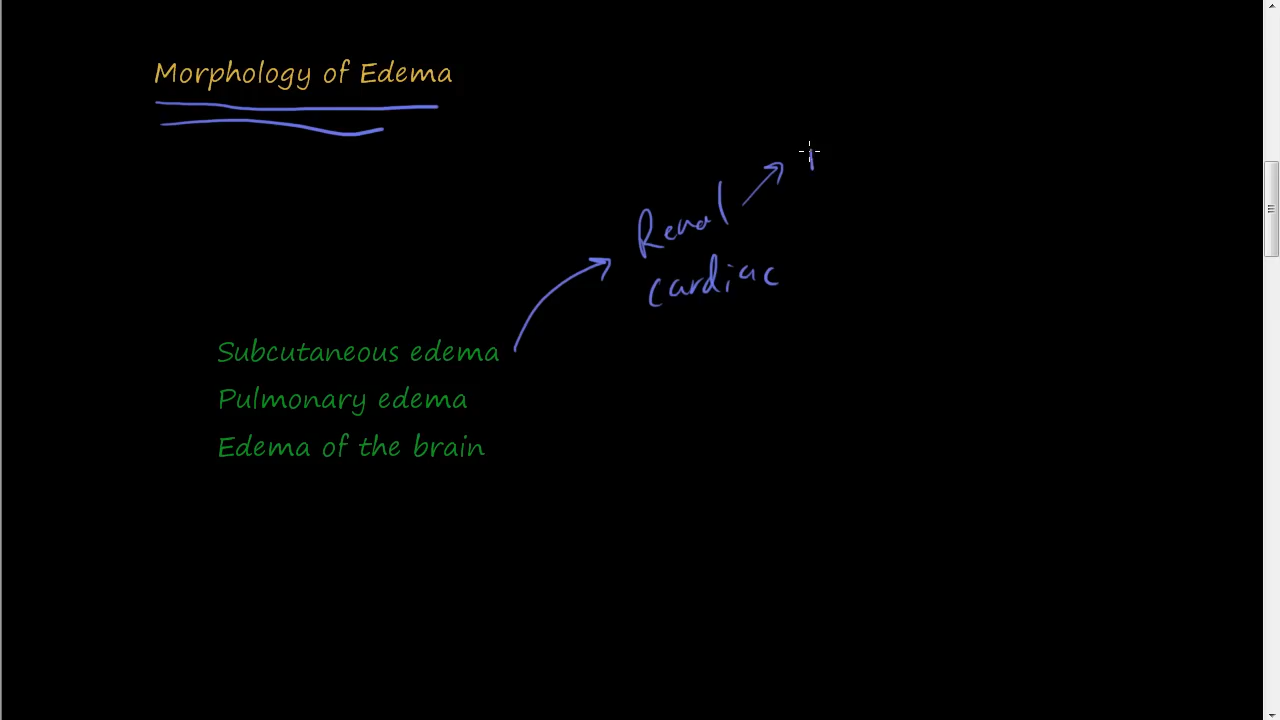 Morphology of Edema
Renal
cardiac
Subcutaneous edema
Pulmonary edema
Edema of the brain